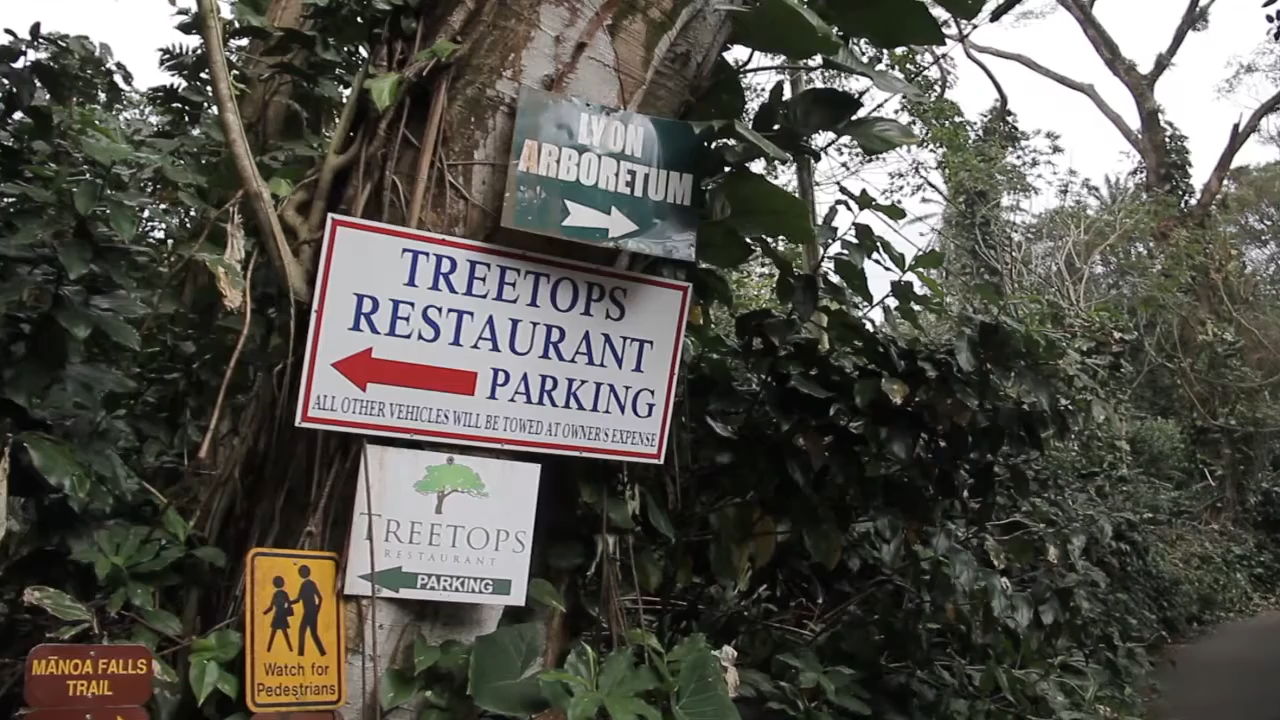 LYON
ARBORETUM
TREETOPS
RESTAURANT
PARKING
ALL OTHER VEHICLES WILL BE TOWED AT OWNER'S EXPENSE
TREETOPS
RESTAURANT
PARKING
Watch for
Pedestrians
MĀNOA FALLS
TRAIL